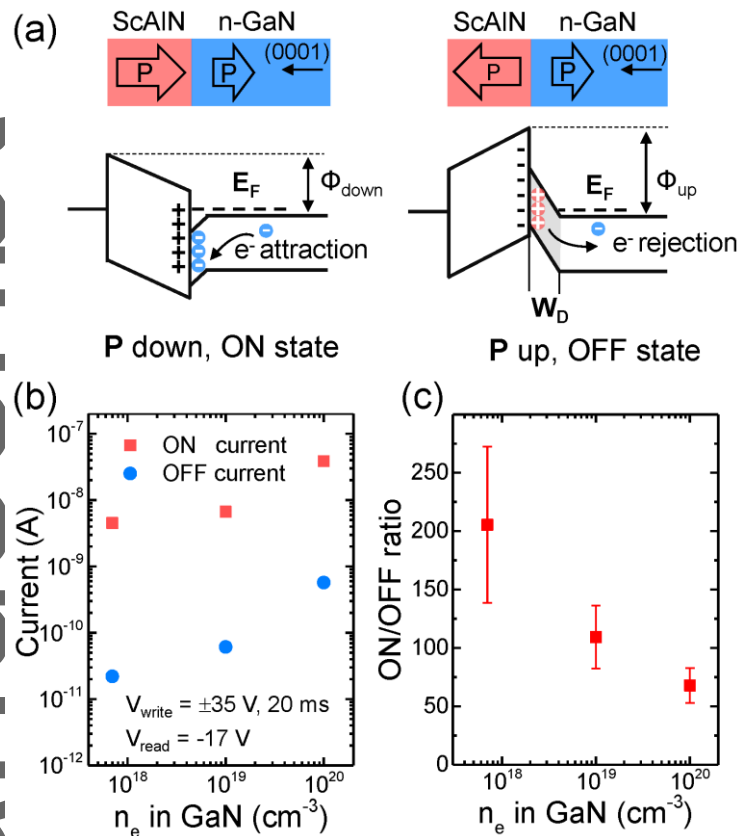 (a) ScAlN n-GaN
P P (0001)
E_F Φ_down
+ + + + +
e⁻ attraction
P down, ON state
P P (0001)
E_F Φ_up
e⁻ rejection
W_D
P up, OFF state
(b)
10⁻⁷
10⁻⁸
10⁻⁹
10⁻¹⁰
10⁻¹¹
10⁻¹²
Current (A)
ON current
OFF current
V_write = ±35 V, 20 ms
V_read = -17 V
10¹⁸ 10¹⁹ 10²⁰
n_e in GaN (cm⁻³)
(c)
250
200
150
100
50
0
ON/OFF ratio
10¹⁸ 10¹⁹ 10²⁰
n_e in GaN (cm⁻³)